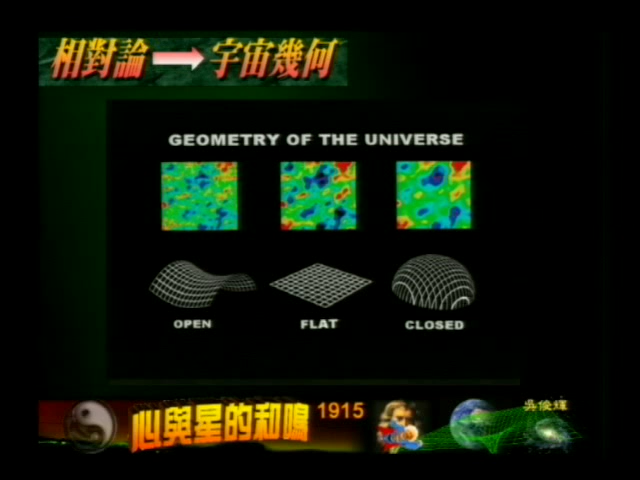 相對論 宇宙幾何
GEOMETRY OF THE UNIVERSE
OPEN FLAT CLOSED
心與星的和鳴 1915 吳俊輝